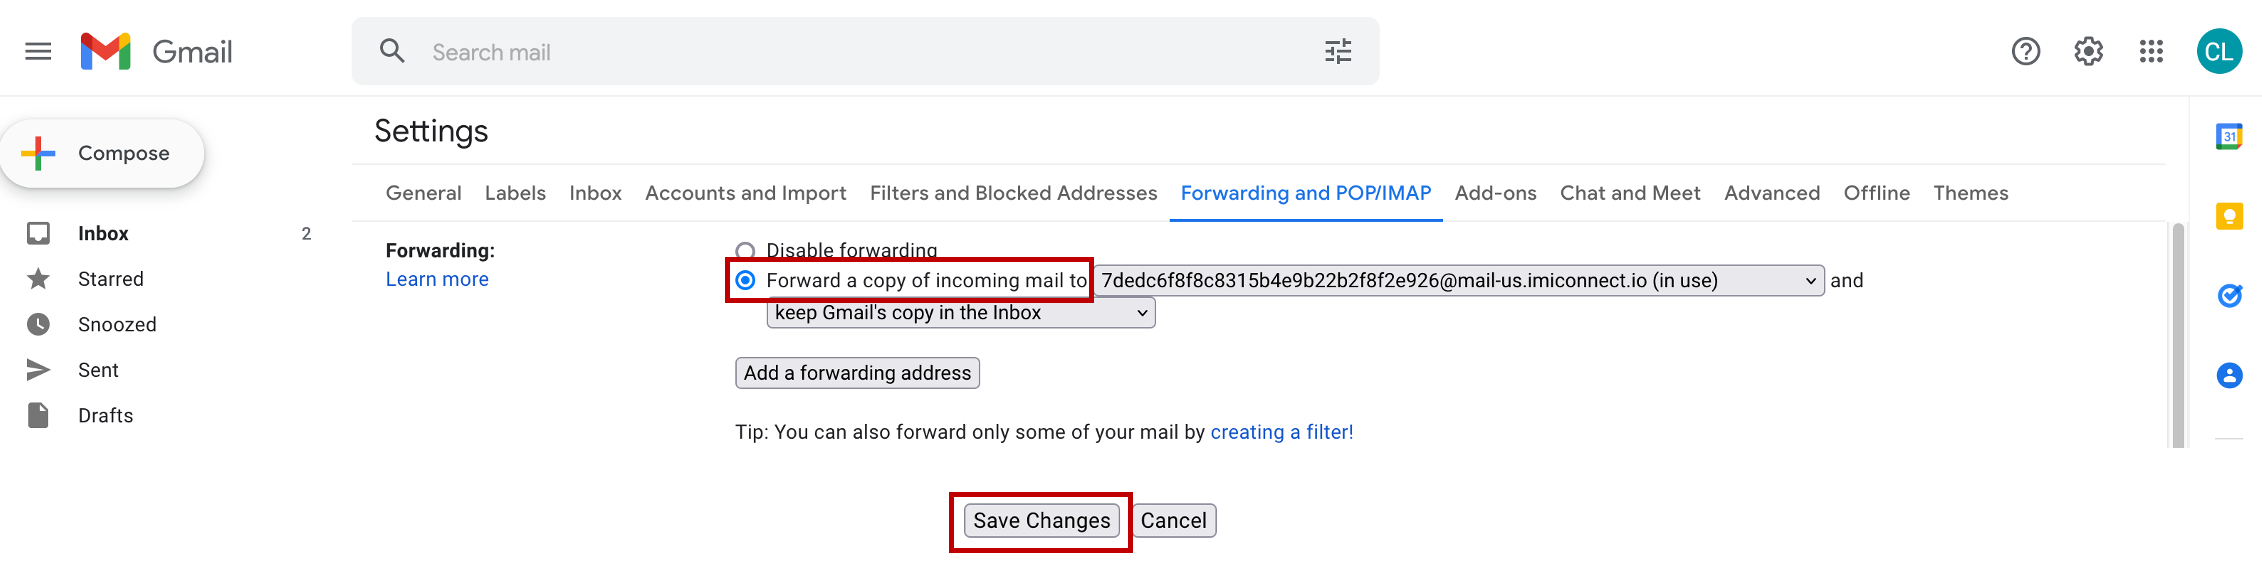 Gmail
Search mail
CL
Compose
Inbox 2
Starred
Snoozed
Sent
Drafts
Settings
General Labels Inbox Accounts and Import Filters and Blocked Addresses Forwarding and POP/IMAP Add-ons Chat and Meet Advanced Offline Themes
Forwarding:
Learn more
Disable forwarding
Forward a copy of incoming mail to 7dedc6f8f8c8315b4e9b22b2f8f2e926@mail-us.imiconnect.io (in use) and
keep Gmail's copy in the Inbox
Add a forwarding address
Tip: You can also forward only some of your mail by creating a filter!
Save Changes Cancel
31